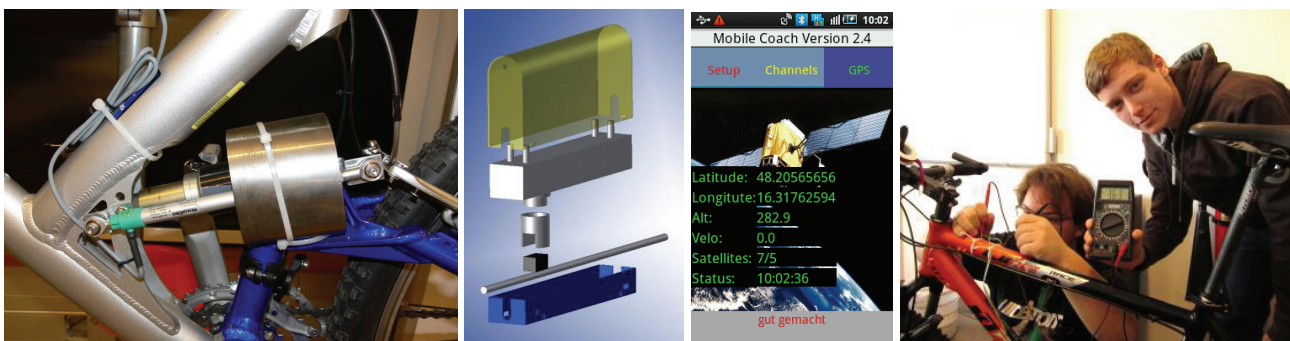 10:02
Mobile Coach Version 2.4
Setup Channels GPS
Latitude: 48.20565656
Longitute: 16.31762594
Alt: 282.9
Velo: 0.0
Satellites: 7/5
Status: 10:02:36
gut gemacht
RACE